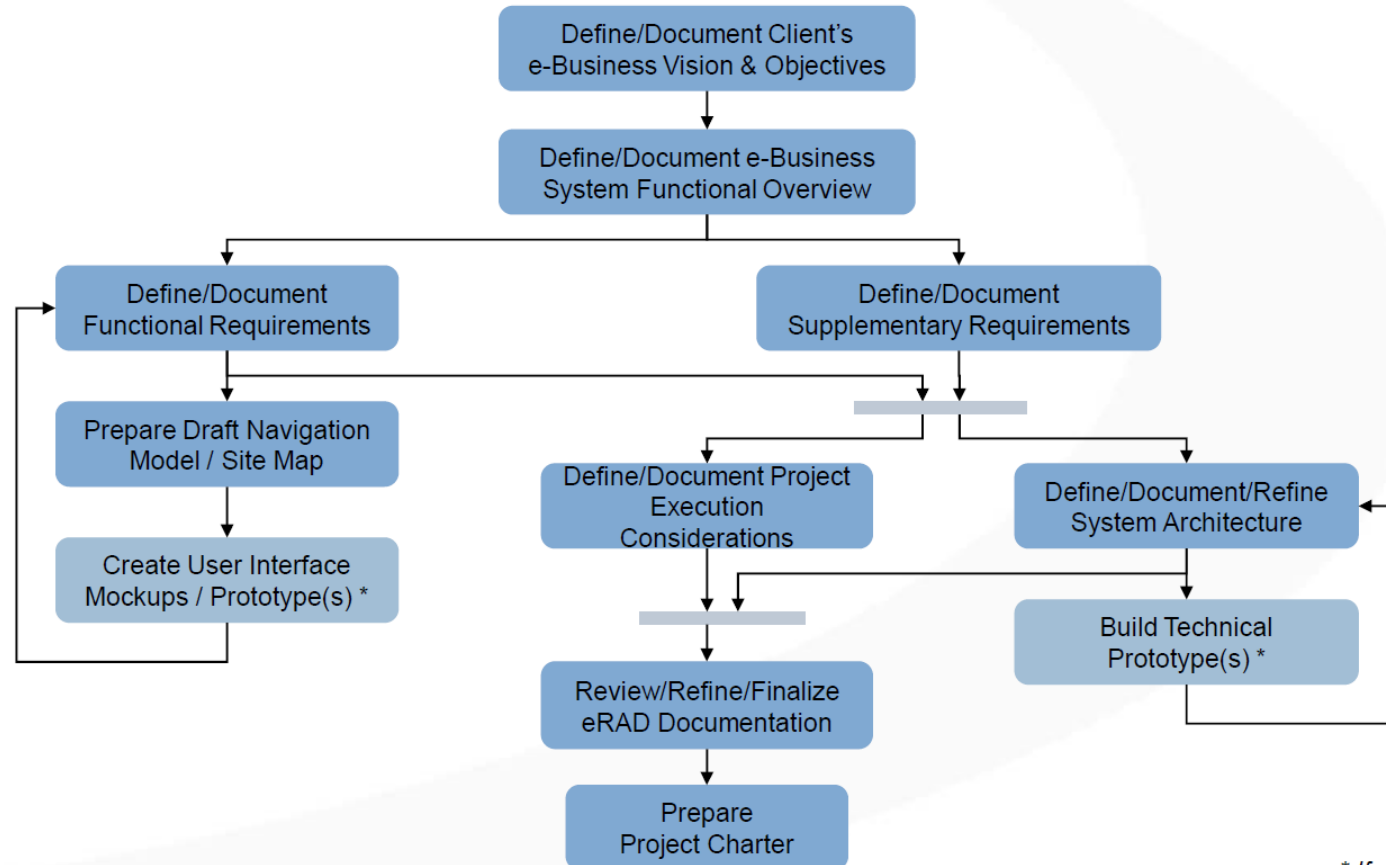 Define/Document Client's
e-Business Vision & Objectives
Define/Document e-Business
System Functional Overview
Define/Document
Functional Requirements
Define/Document
Supplementary Requirements
Prepare Draft Navigation
Model / Site Map
Define/Document Project
Execution
Considerations
Define/Document/Refine
System Architecture
Create User Interface
Mockups / Prototype(s) *
Build Technical
Prototype(s) *
Review/Refine/Finalize
eRAD Documentation
Prepare
Project Charter
*